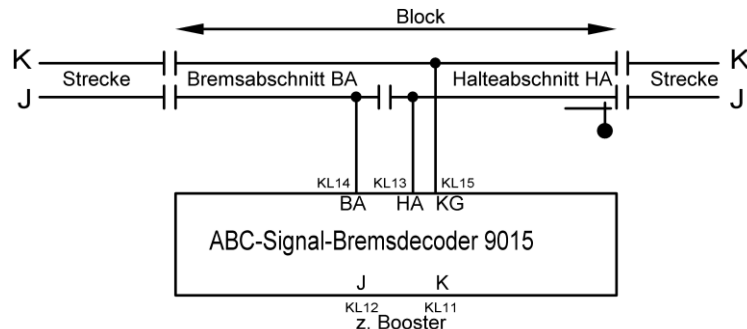 Block
K K
Strecke Bremsabschnitt BA Halteabschnitt HA Strecke
J J
KL14 KL13 KL15
BA HA KG
ABC-Signal-Bremsdecoder 9015
J K
KL12 KL11
z. Booster